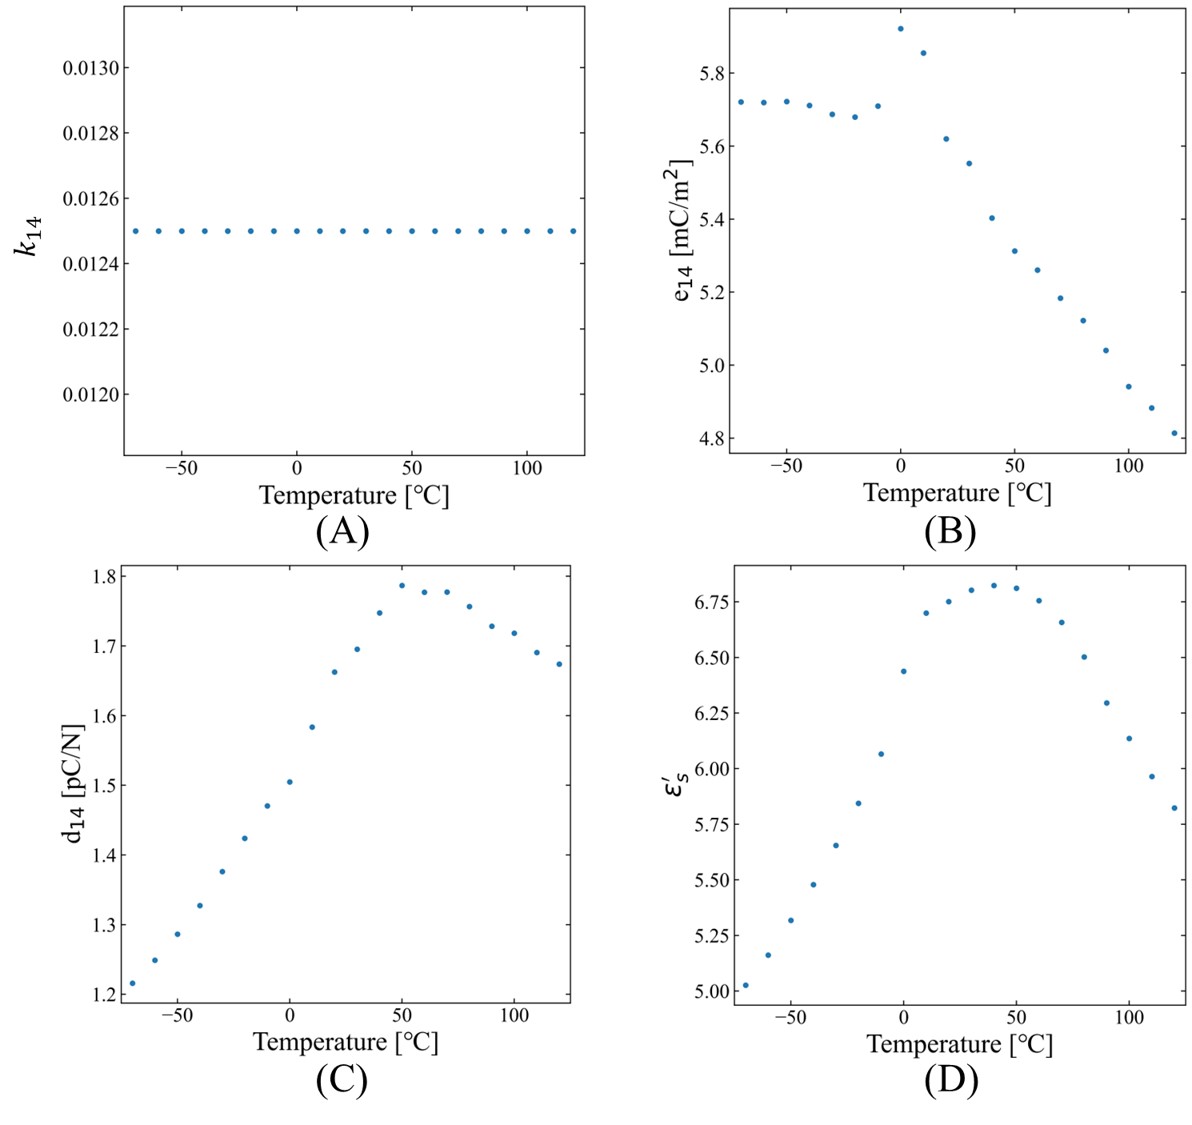 0.0130
0.0128
0.0126
0.0124
0.0122
0.0120
k₁₄
−50 0 50 100
Temperature [°C]
(A)
5.8
5.6
5.4
5.2
5.0
4.8
e₁₄ [mC/m²]
−50 0 50 100
Temperature [°C]
(B)
1.8
1.7
1.6
1.5
1.4
1.3
1.2
d₁₄ [pC/N]
−50 0 50 100
Temperature [°C]
(C)
6.75
6.50
6.25
6.00
5.75
5.50
5.25
5.00
ε′ₛ
−50 0 50 100
Temperature [°C]
(D)